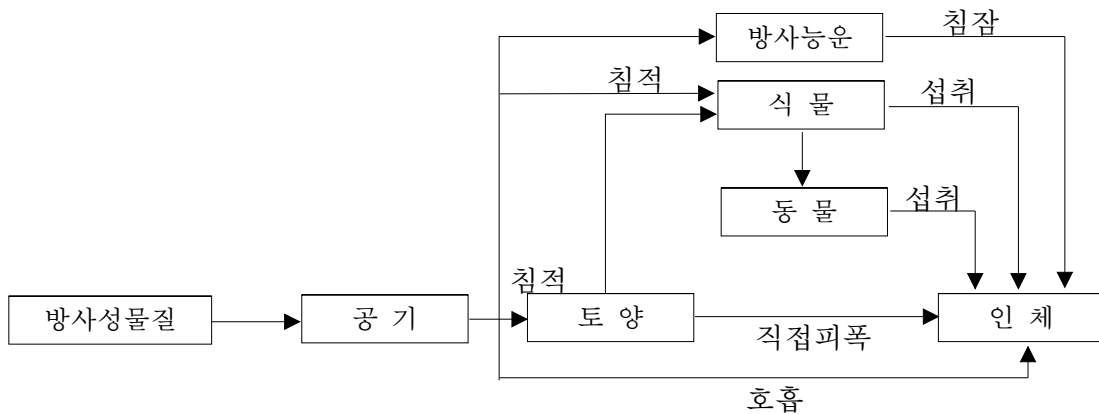 방사능운
침잠
침적
식 물
섭취
동 물
섭취
침적
방사성물질
공 기
토 양
직접피폭
인 체
호흡